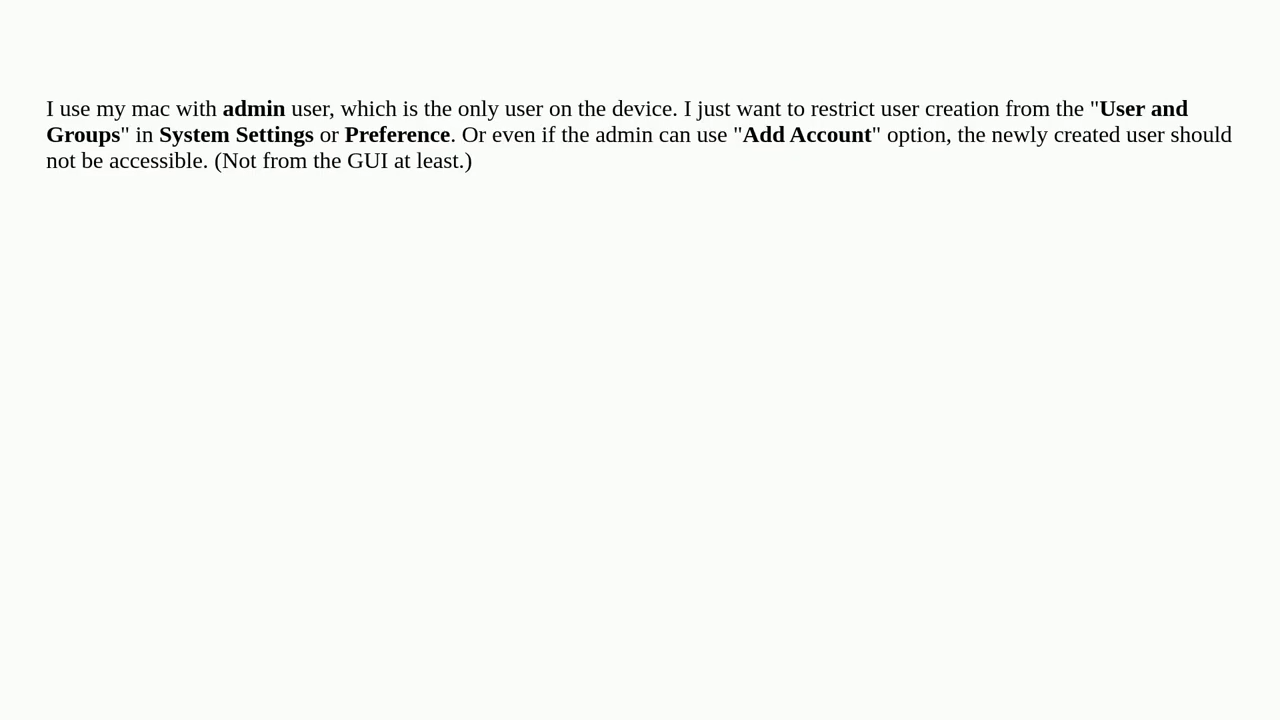 I use my mac with admin user, which is the only user on the device. I just want to restrict user creation from the "User and
Groups" in System Settings or Preference. Or even if the admin can use "Add Account" option, the newly created user should
not be accessible. (Not from the GUI at least.)